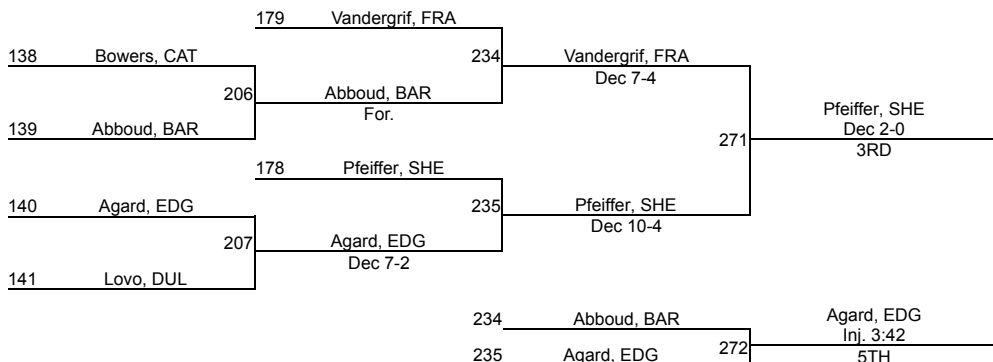 179 Vandergrif, FRA
138 Bowers, CAT
234 Vandergrif, FRA
Dec 7-4
206 Abboud, BAR
For.
139 Abboud, BAR
271 Pfeiffer, SHE
Dec 2-0
3RD
178 Pfeiffer, SHE
140 Agard, EDG
235 Pfeiffer, SHE
Dec 10-4
207 Agard, EDG
Dec 7-2
141 Lovo, DUL
234 Abboud, BAR
272 Agard, EDG
Inj. 3:42
5TH
235 Agard, EDG